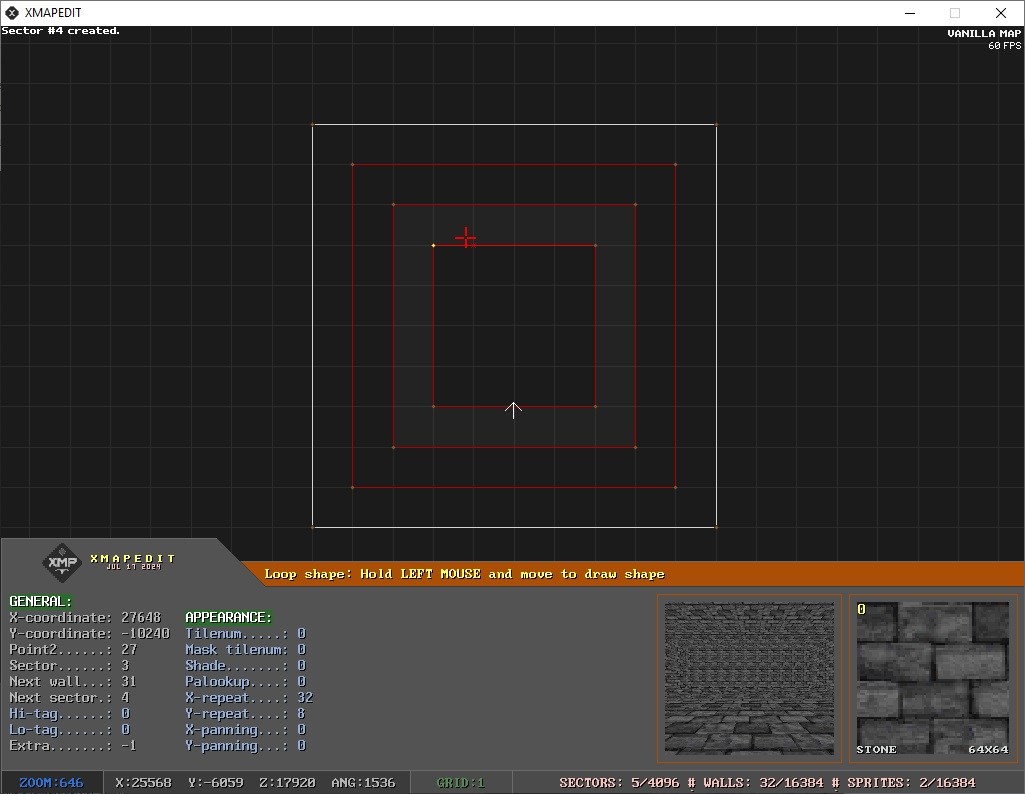 XMAPEDIT
Sector #4 created.
VANILLA MAP
60 FPS
XMP
XMAPEDIT
JUL 17 2024
Loop shape: Hold LEFT MOUSE and move to draw shape
GENERAL:
X-coordinate: 27648
Y-coordinate: -10240
Point2......: 27
Sector......: 3
Next wall...: 31
Next sector.: 4
Hi-tag......: 0
Lo-tag......: 0
Extra.......: -1
APPEARANCE:
Tilenum.....: 0
Mask tilenum: 0
Shade.......: 0
Palookup....: 0
X-repeat....: 32
Y-repeat....: 8
X-panning...: 0
Y-panning...: 0
0
STONE 64X64
ZOOM:646 X:25568 Y:-6059 Z:17920 ANG:1536 GRID:1 SECTORS: 5/4096 # WALLS: 32/16384 # SPRITES: 2/16384